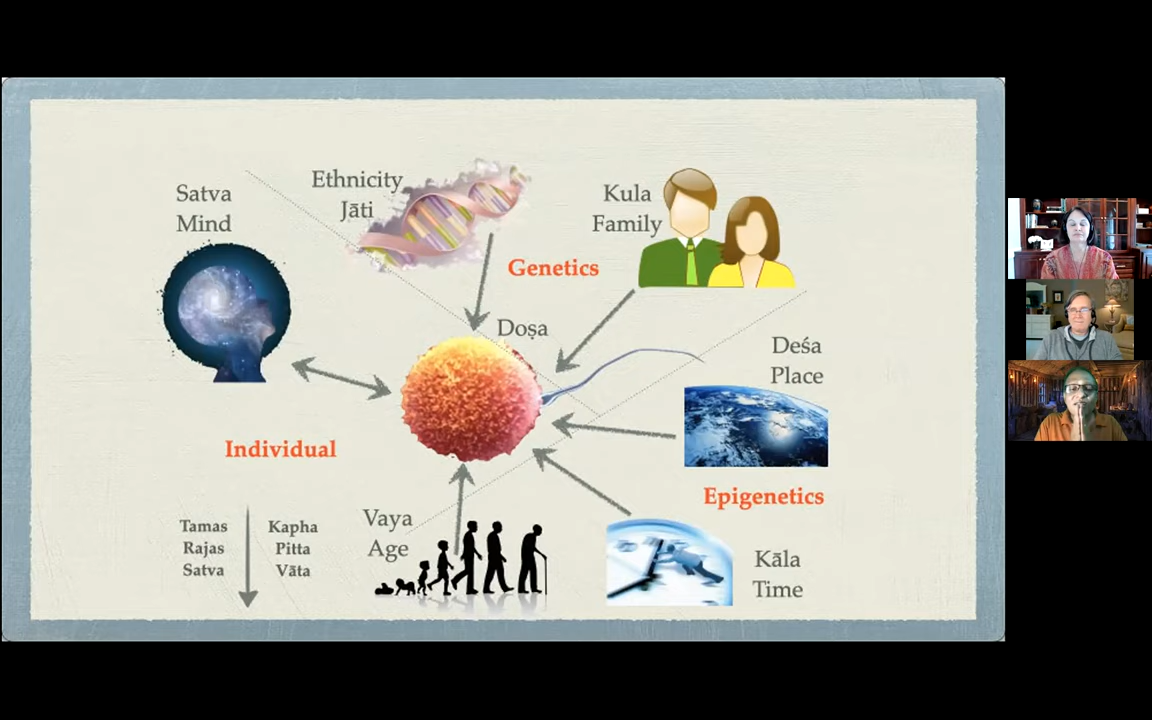 Satva
Mind
Ethnicity
Jāti
Kula
Family
Genetics
Doṣa
Deśa
Place
Individual
Epigenetics
Tamas
Rajas
Satva
Kapha
Pitta
Vāta
Vaya
Age
Kāla
Time